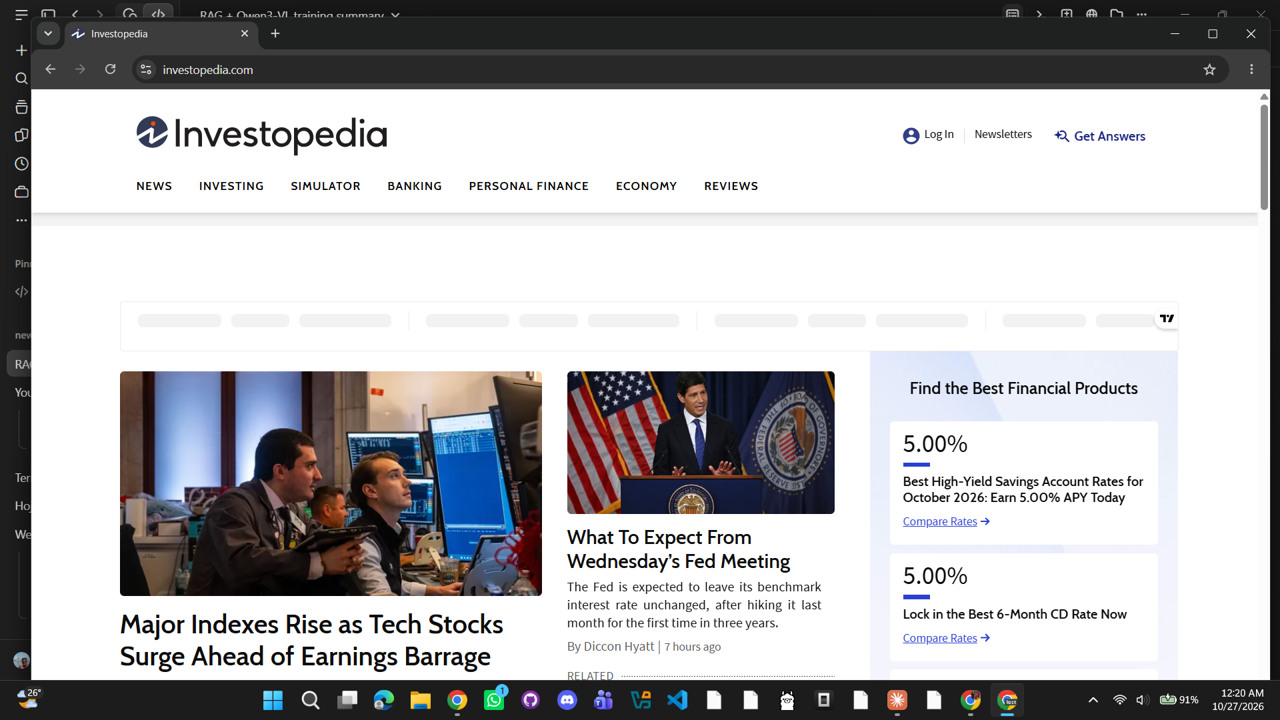 RAG + Qwen3-VL training summary
Investopedia
investopedia.com
Investopedia
Log In
Newsletters
Get Answers
NEWS INVESTING SIMULATOR BANKING PERSONAL FINANCE ECONOMY REVIEWS
Major Indexes Rise as Tech Stocks
Surge Ahead of Earnings Barrage
What To Expect From
Wednesday's Fed Meeting
The Fed is expected to leave its benchmark
interest rate unchanged, after hiking it last
month for the first time in three years.
By Diccon Hyatt | 7 hours ago
RELATED
Find the Best Financial Products
5.00%
Best High-Yield Savings Account Rates for
October 2026: Earn 5.00% APY Today
Compare Rates
5.00%
Lock in the Best 6-Month CD Rate Now
Compare Rates
26°
1
91%
12:20 AM
10/27/2026